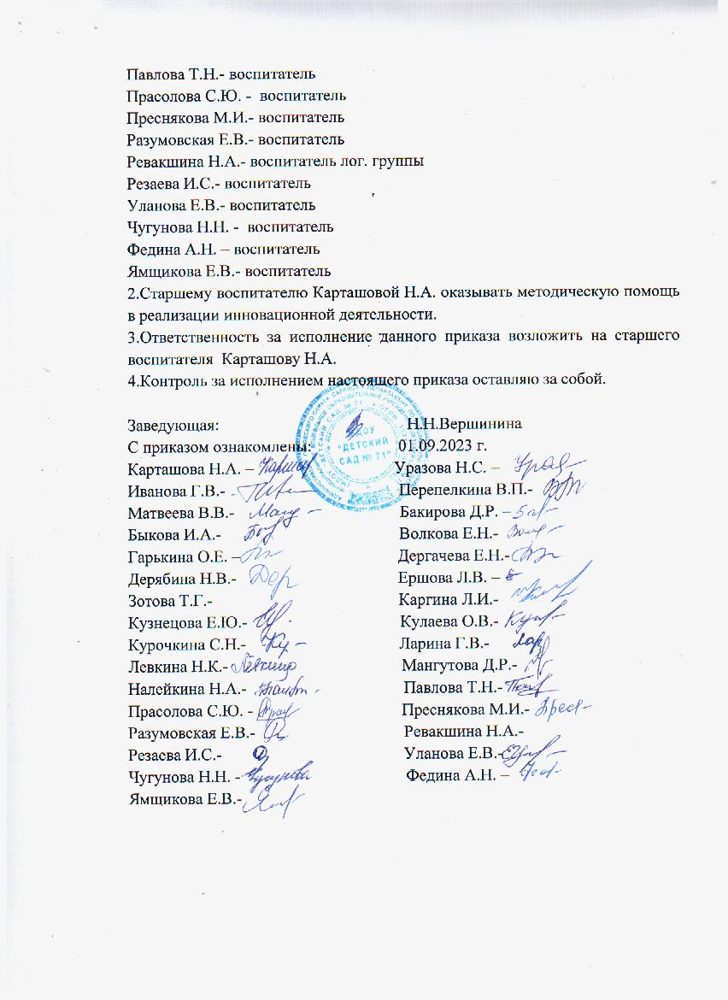 Павлова Т.Н.- воспитатель
Прасолова С.Ю. - воспитатель
Преснякова М.И.- воспитатель
Разумовская Е.В.- воспитатель
Ревакшина Н.А.- воспитатель лог. группы
Резаева И.С.- воспитатель
Уланова Е.В.- воспитатель
Чугунова Н.Н. - воспитатель
Федина А.Н. – воспитатель
Ямщикова Е.В.- воспитатель
2.Старшему воспитателю Карташовой Н.А. оказывать методическую помощь
в реализации инновационной деятельности.
3.Ответственность за исполнение данного приказа возложить на старшего
воспитателя Карташову Н.А.
4.Контроль за исполнением настоящего приказа оставляю за собой.
Заведующая: Н.Н.Вершинина
С приказом ознакомлены: 01.09.2023 г.
ДОУ
"ДЕТСКИЙ
САД № 71"
Карташова Н.А. – Уразова Н.С. –
Иванова Г.В.- Перепелкина В.П.-
Матвеева В.В.- Бакирова Д.Р. –
Быкова И.А.- Волкова Е.Н.-
Гарькина О.Е. – Дергачева Е.Н.-
Дерябина Н.В.- Ершова Л.В. –
Зотова Т.Г.- Каргина Л.И.-
Кузнецова Е.Ю.- Кулаева О.В.-
Курочкина С.Н.- Ларина Г.В.-
Левкина Н.К.- Левкина Мангутова Д.Р.-
Налейкина Н.А.- Павлова Т.Н.-
Прасолова С.Ю. - Преснякова М.И.-
Разумовская Е.В.- Ревакшина Н.А.-
Резаева И.С.- Уланова Е.В.-
Чугунова Н.Н. - Чугунова Федина А.Н. –
Ямщикова Е.В.-